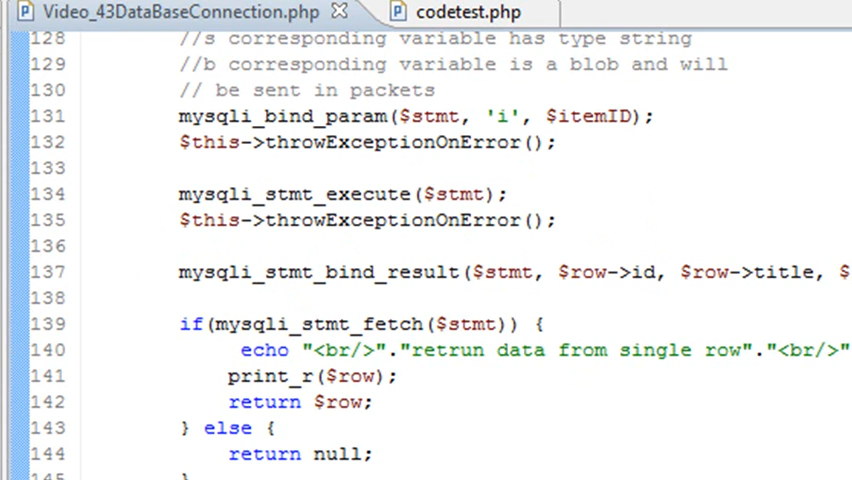 Video_43DataBaseConnection.php codetest.php
128 //s corresponding variable has type string
129 //b corresponding variable is a blob and will
130 // be sent in packets
131 mysqli_bind_param($stmt, 'i', $itemID);
132 $this->throwExceptionOnError();
133
134 mysqli_stmt_execute($stmt);
135 $this->throwExceptionOnError();
136
137 mysqli_stmt_bind_result($stmt, $row->id, $row->title, $
138
139 if(mysqli_stmt_fetch($stmt)) {
140 echo "<br/>"."retrun data from single row"."<br/>"
141 print_r($row);
142 return $row;
143 } else {
144 return null;
145 }